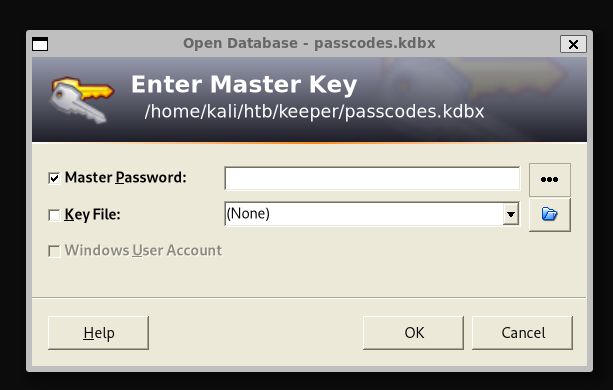 Open Database - passcodes.kdbx
Enter Master Key
/home/kali/htb/keeper/passcodes.kdbx
Master Password:
Key File:
(None)
Windows User Account
Help
OK
Cancel